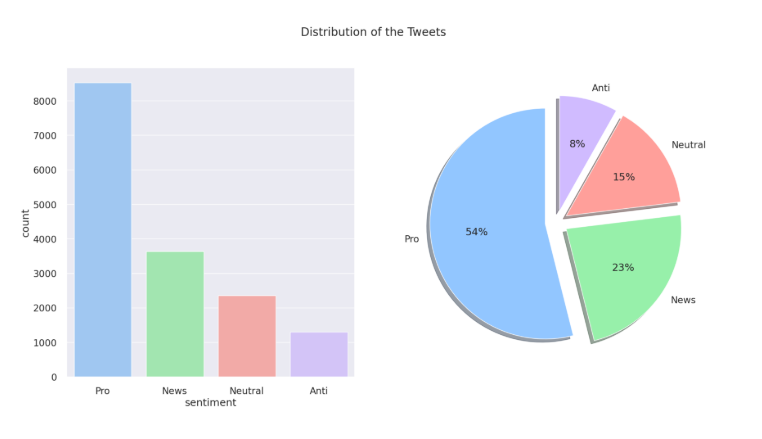 Distribution of the Tweets
8000
7000
6000
5000
4000
3000
2000
1000
0
count
Pro News Neutral Anti
sentiment
Anti
Neutral
Pro
News
8%
15%
54%
23%